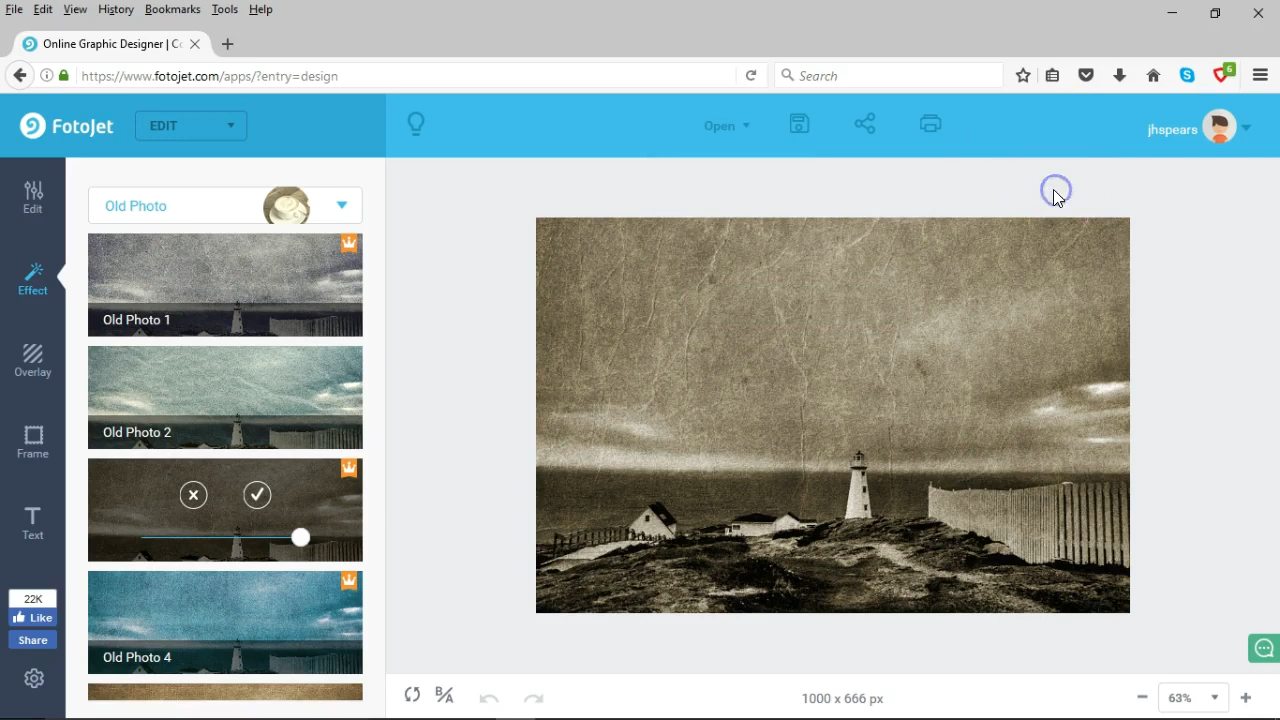 File Edit View History Bookmarks Tools Help
Online Graphic Designer | Co
https://www.fotojet.com/apps/?entry=design
Search
6
FotoJet
EDIT
Open
jhspears
Edit
Effect
Overlay
Frame
Text
22K
Like
Share
Old Photo
Old Photo 1
Old Photo 2
Old Photo 4
B/A
1000 x 666 px
63%